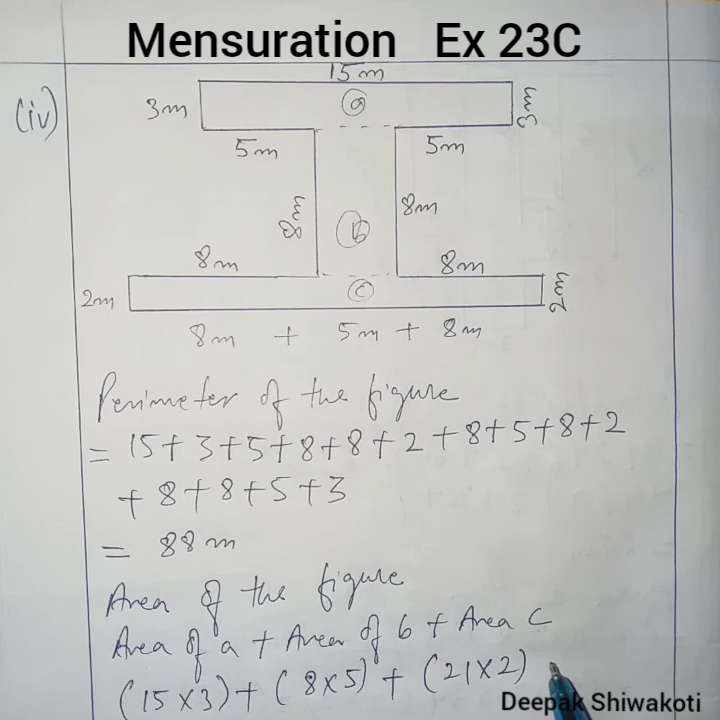 Mensuration Ex 23C
15m
(iv) 3m a 3m
5m 5m
8m b 8m
8m 8m
2m c 2m
8m + 5m + 8m
Perimeter of the figure
= 15+3+5+8+8+2+8+5+8+2
+8+8+5+3
= 88 m
Area of the figure
Area of a + Area of b + Area C
(15×3)+(8×5)+(21×2)
Deepak Shiwakoti